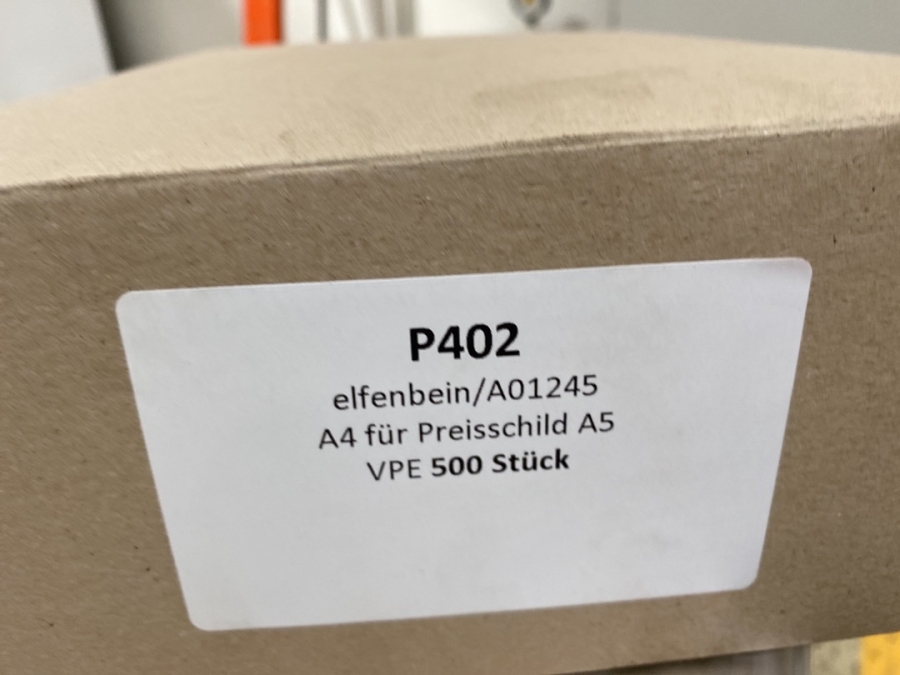 P402
elfenbein/A01245
A4 für Preisschild A5
VPE 500 Stück